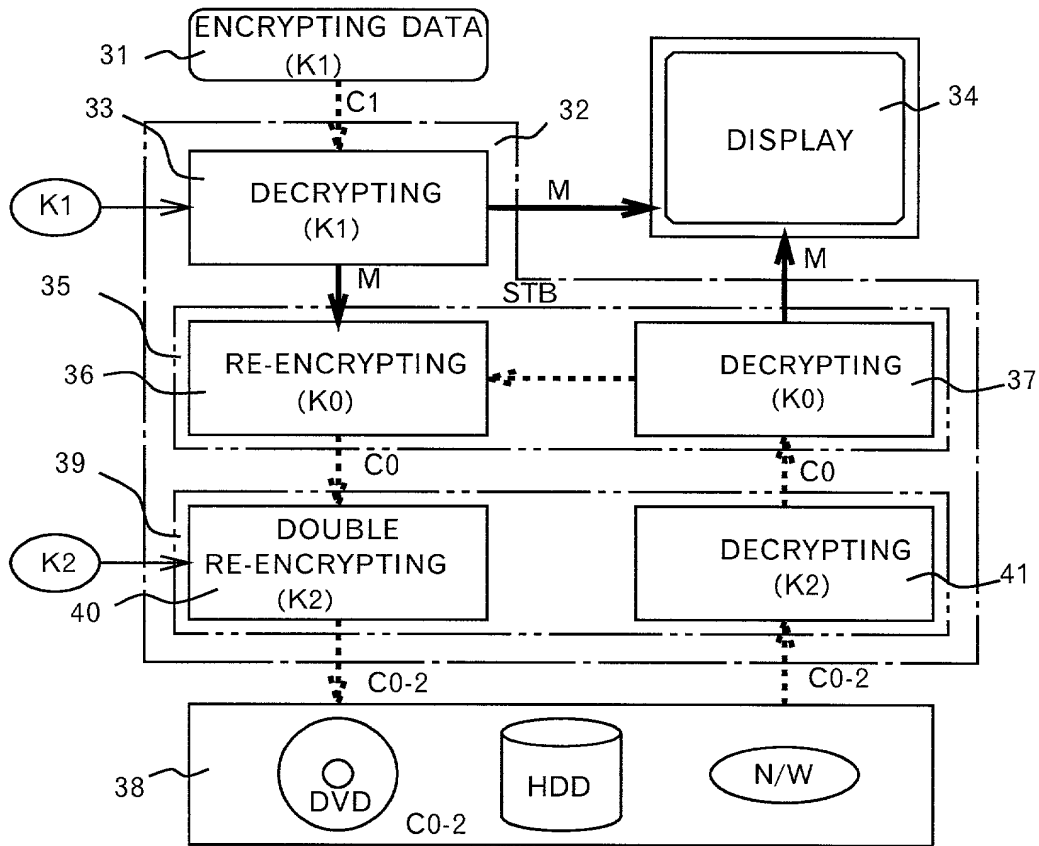 ENCRYPTING DATA
(K1)
31
C1
33
32
34
DISPLAY
K1
DECRYPTING
(K1)
M
M
M
35
STB
RE-ENCRYPTING
(K0)
36
DECRYPTING
(K0)
37
C0
C0
39
K2
DOUBLE
RE-ENCRYPTING
(K2)
40
DECRYPTING
(K2)
41
C0-2
C0-2
38
DVD
C0-2
HDD
N/W